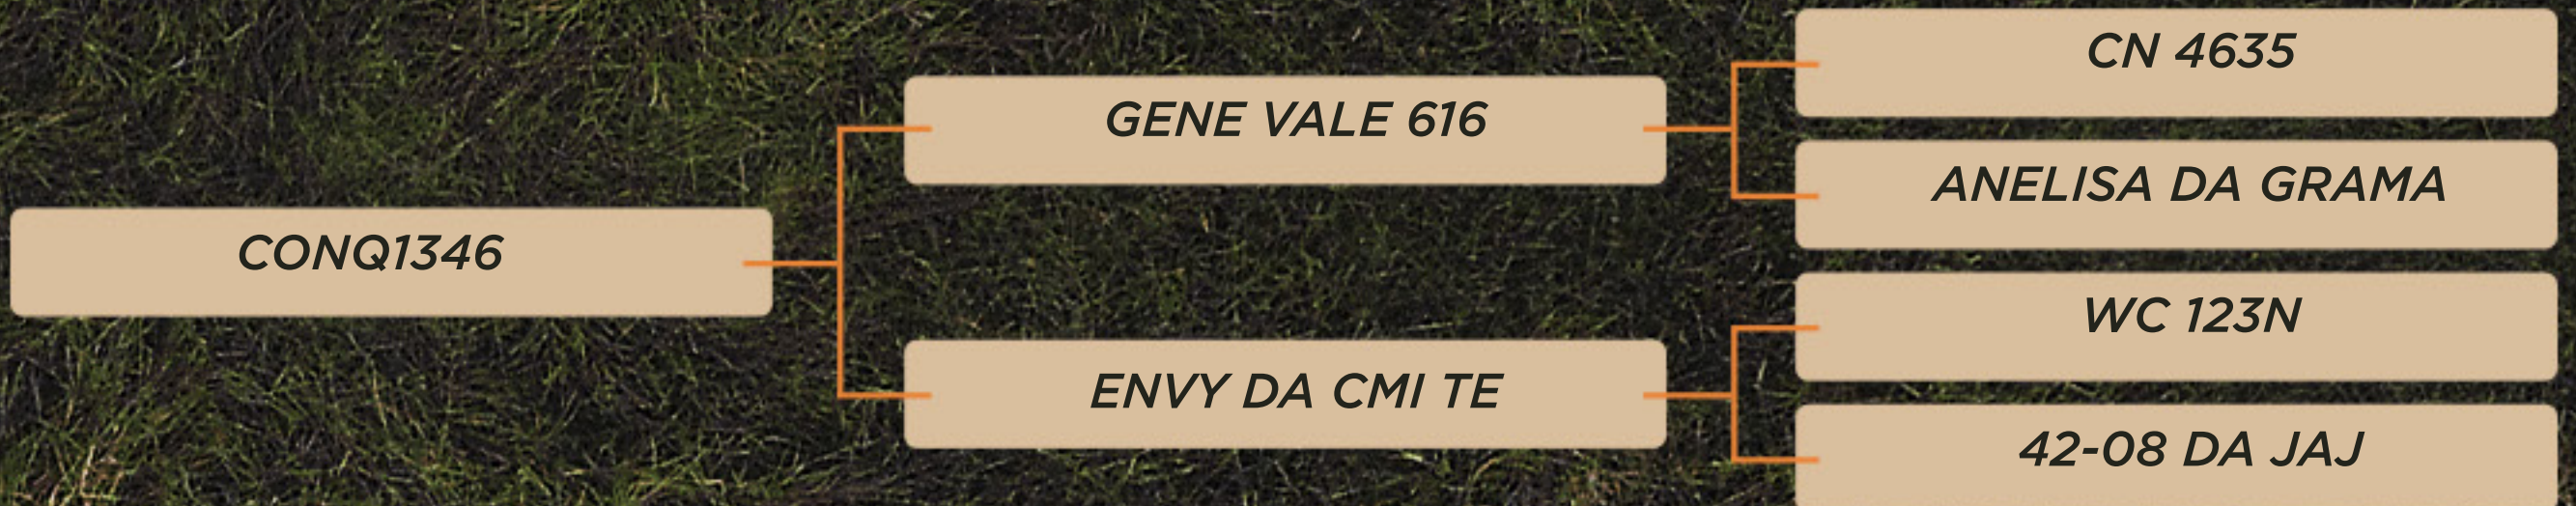 CN 4635
GENE VALE 616
ANELISA DA GRAMA
CONQ1346
WC 123N
ENVY DA CMI TE
42-08 DA JAJ